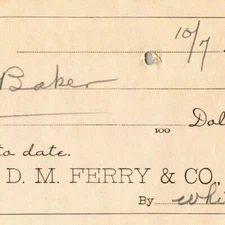 10/7
Baker
100 Dol
to date.
D. M. FERRY & CO.,
By